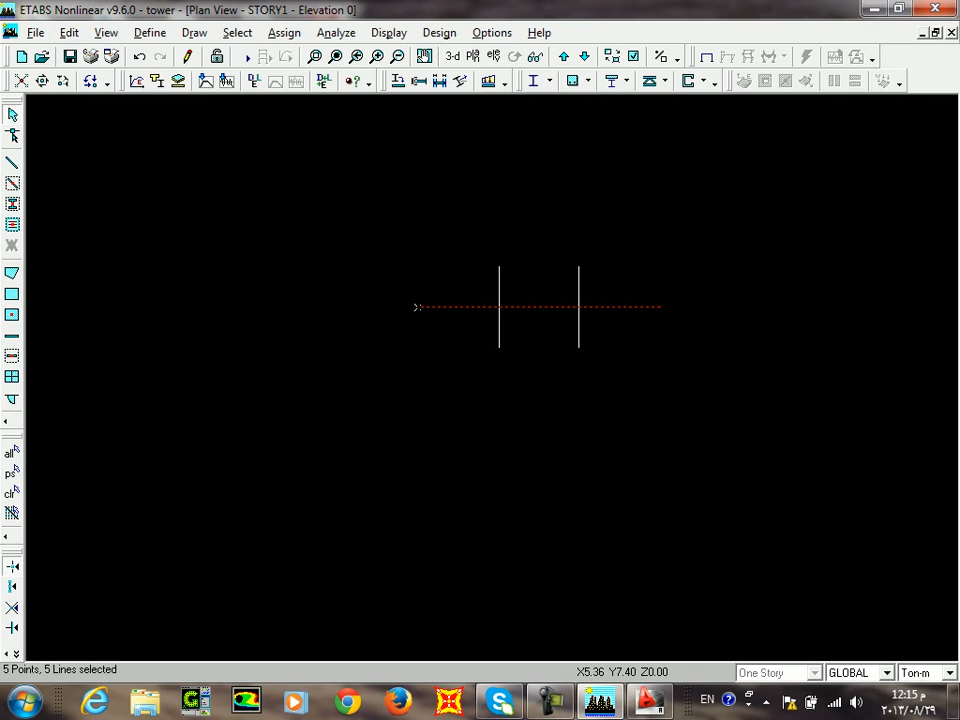 ETABS Nonlinear v9.6.0 - tower - [Plan View - STORY1 - Elevation 0]
File Edit View Define Draw Select Assign Analyze Display Design Options Help
3-d
all
ps
clr
5 Points, 5 Lines selected
X5.36 Y7.40 Z0.00
One Story
GLOBAL
Ton-m
EN
12:15 م
٢٠١٣/٠٨/٢٩